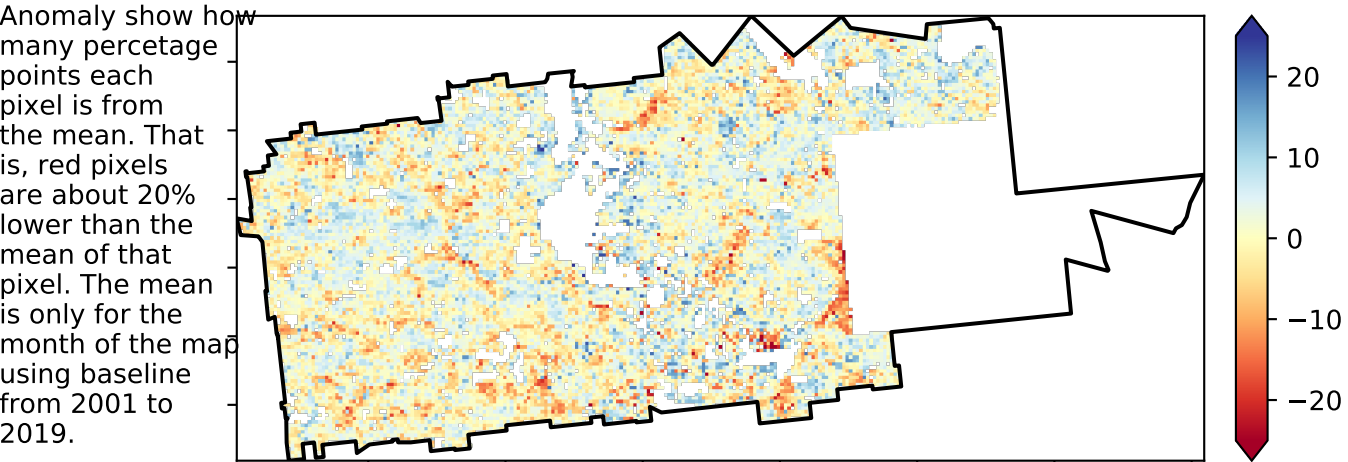 Anomaly show how
many percetage
points each
pixel is from
the mean. That
is, red pixels
are about 20%
lower than the
mean of that
pixel. The mean
is only for the
month of the map
using baseline
from 2001 to
2019.
20
10
0
−10
−20